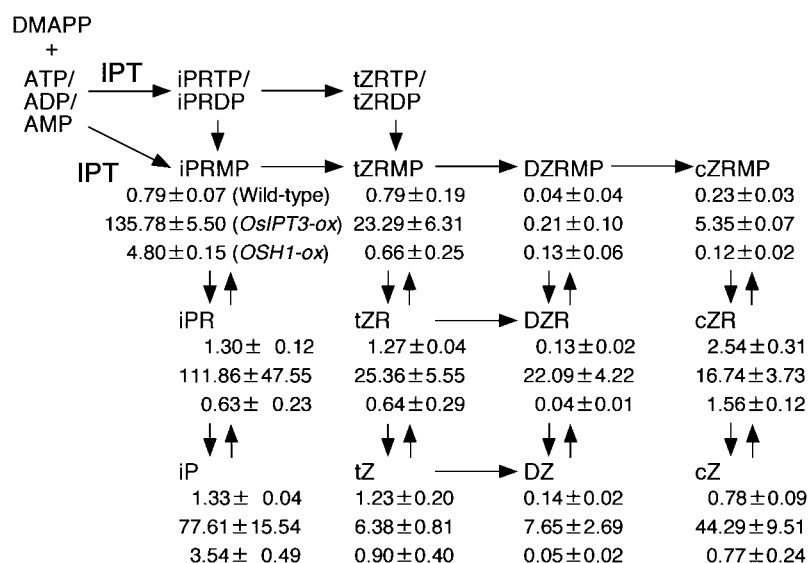 DMAPP
+
ATP/ IPT iPRTP/ tZRTP/
ADP/ iPRDP tZRDP
AMP
IPT iPRMP tZRMP DZRMP cZRMP
0.79±0.07 (Wild-type) 0.79±0.19 0.04±0.04 0.23±0.03
135.78±5.50 (OsIPT3-ox) 23.29±6.31 0.21±0.10 5.35±0.07
4.80±0.15 (OSH1-ox) 0.66±0.25 0.13±0.06 0.12±0.02
iPR tZR DZR cZR
1.30± 0.12 1.27±0.04 0.13±0.02 2.54±0.31
111.86±47.55 25.36±5.55 22.09±4.22 16.74±3.73
0.63± 0.23 0.64±0.29 0.04±0.01 1.56±0.12
iP tZ DZ cZ
1.33± 0.04 1.23±0.20 0.14±0.02 0.78±0.09
77.61±15.54 6.38±0.81 7.65±2.69 44.29±9.51
3.54± 0.49 0.90±0.40 0.05±0.02 0.77±0.24